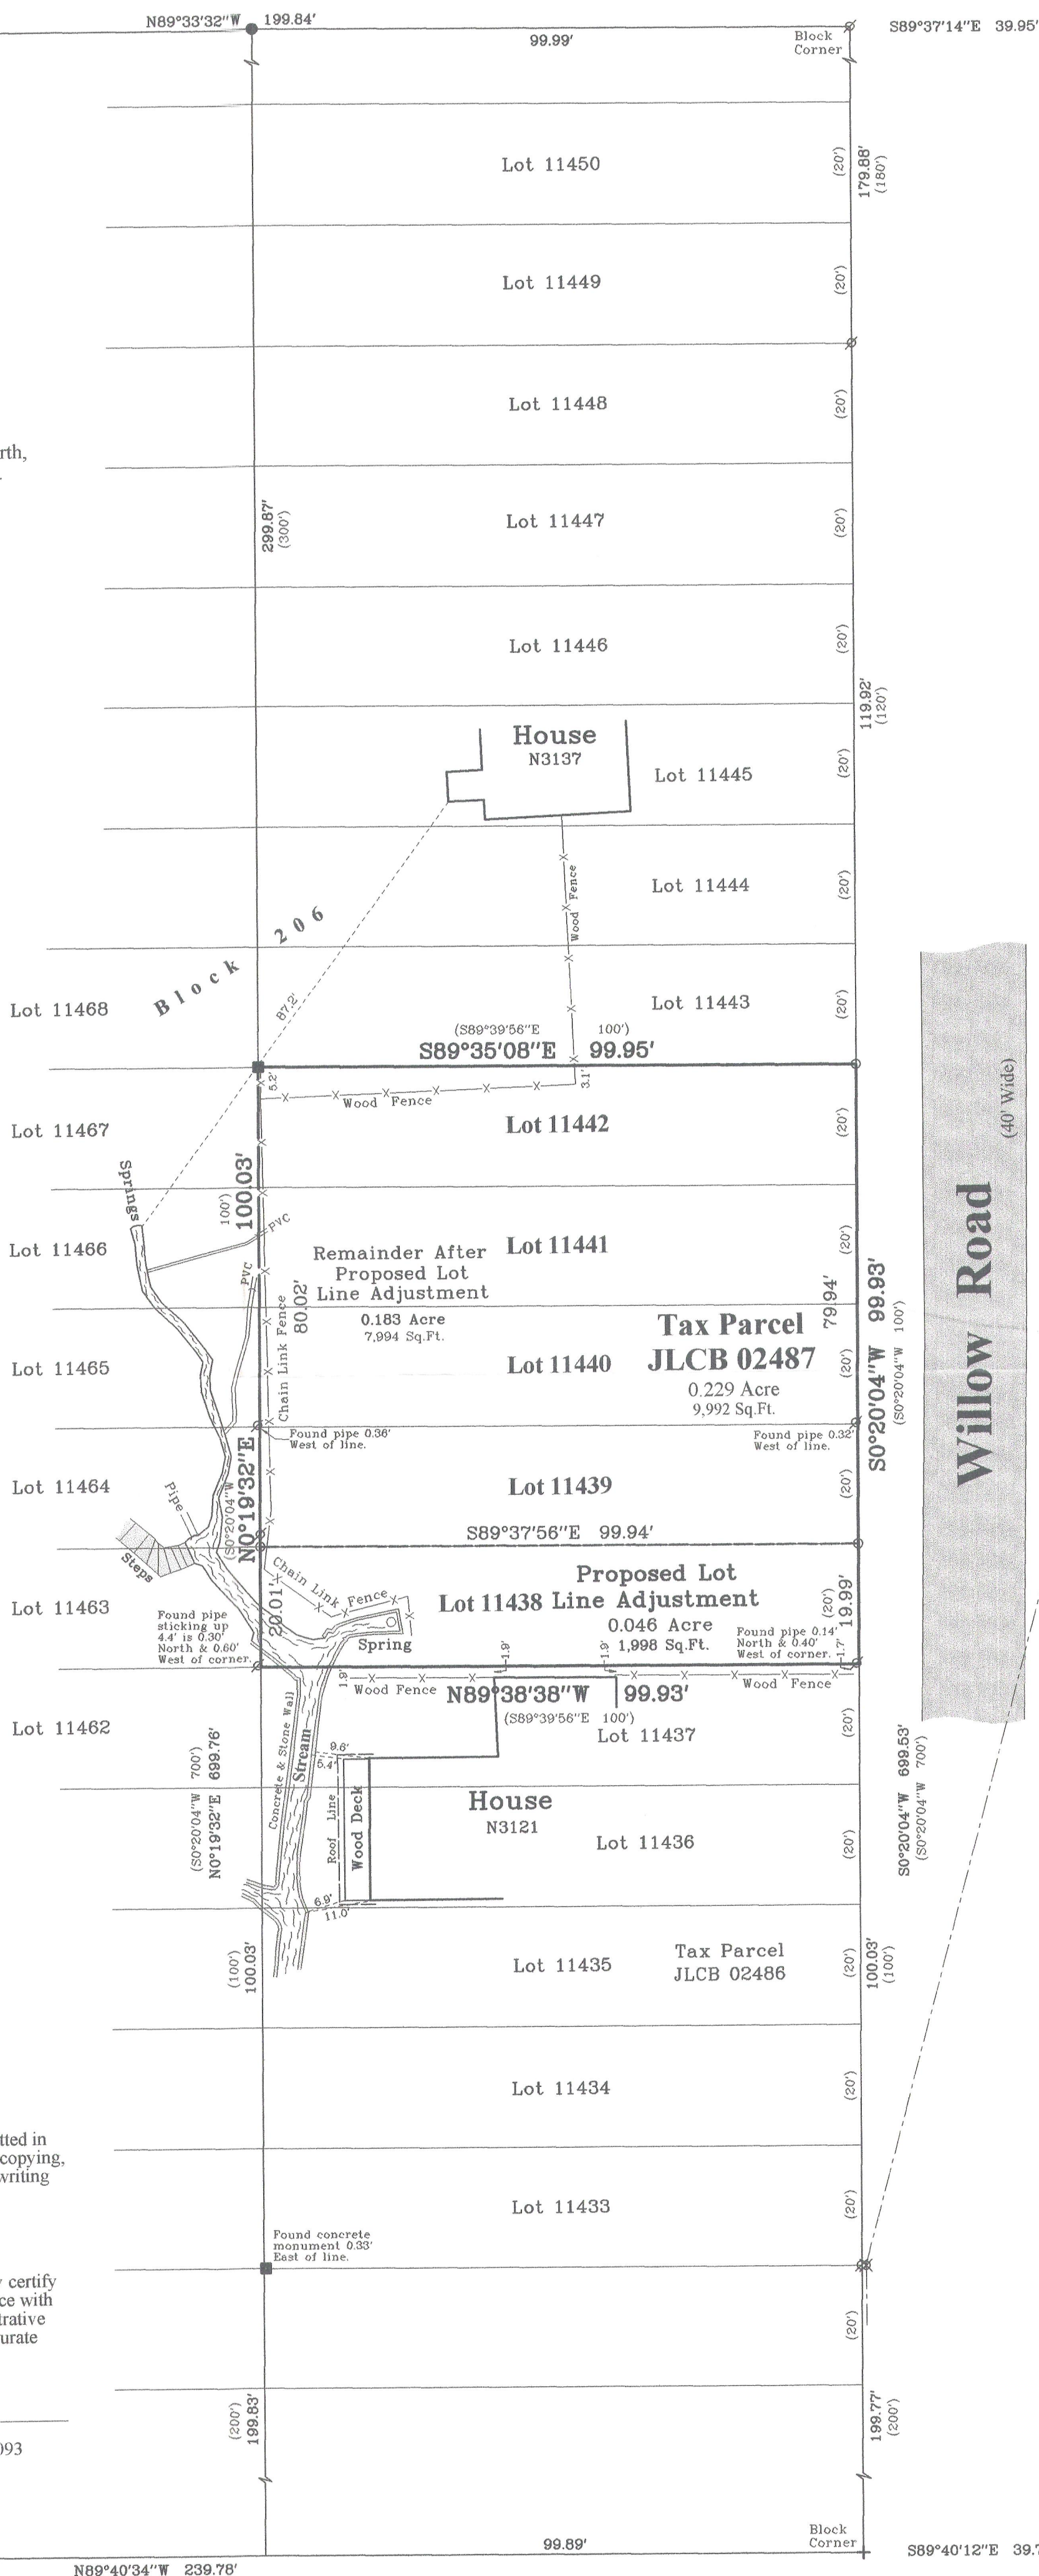 N89°33'32"W 199.84'
99.99'
Block
Corner
S89°37'14"E 39.95'
Lot 11450
(20')
179.88'
(180')
Lot 11449
(20')
Lot 11448
(20')
rth,
299.87'
(300')
Lot 11447
(20')
Lot 11446
(20')
119.92'
(120')
House
N3137
Lot 11445
(20')
Lot 11444
(20')
Wood Fence
Block 206
Lot 11468
87.2'
Lot 11443
(20')
(S89°39'56"E 100')
S89°35'08"E 99.95'
5.2'
3.1'
Wood Fence
Lot 11467
Lot 11442
(20')
(40' Wide)
Willow Road
Springs
100')
100.03'
PVC
Lot 11466
Lot 11441
(20')
Remainder After
Proposed Lot
Line Adjustment
0.183 Acre
7,994 Sq.Ft.
PVC
Chain Link Fence
80.02'
79.94'
S0°20'04"W 99.93'
(S0°20'04"W 100')
Tax Parcel
JLCB 02487
0.229 Acre
9,992 Sq.Ft.
Lot 11465
Lot 11440
(20')
Found pipe 0.36'
West of line.
Found pipe 0.32'
West of line.
N0°19'32"E
(S0°20'04"W
Lot 11464
Lot 11439
(20')
Pipe
Steps
S89°37'56"E 99.94'
Chain Link Fence
Proposed Lot
Lot 11438 Line Adjustment
0.046 Acre
1,998 Sq.Ft.
(20')
19.99'
20.01'
Lot 11463
Found pipe
sticking up
4.4' is 0.30'
North & 0.60'
West of corner.
Spring
Found pipe 0.14'
North & 0.40'
West of corner.
1.9'
1.9'
1.9'
1.7'
Wood Fence
Wood Fence
N89°38'38"W 99.93'
(S89°39'56"E 100')
Lot 11462
Lot 11437
(20')
(S0°20'04"W 700')
N0°19'32"E 699.76'
S0°20'04"W 699.53'
(S0°20'04"W 700')
Concrete & Stone Wall
Stream
9.6'
5.4'
Roof Line
Wood Deck
House
N3121
Lot 11436
(20')
6.9'
11.0'
(100')
100.03'
Lot 11435
Tax Parcel
JLCB 02486
(20')
100.03'
(100')
Lot 11434
(20')
tted in
copying,
writing
Lot 11433
(20')
Found concrete
monument 0.33'
East of line.
certify
ce with
trative
urate
(20')
(200')
199.83'
199.77'
(200')
093
99.89'
Block
Corner
S89°40'12"E 39.7
N89°40'34"W 239.78'